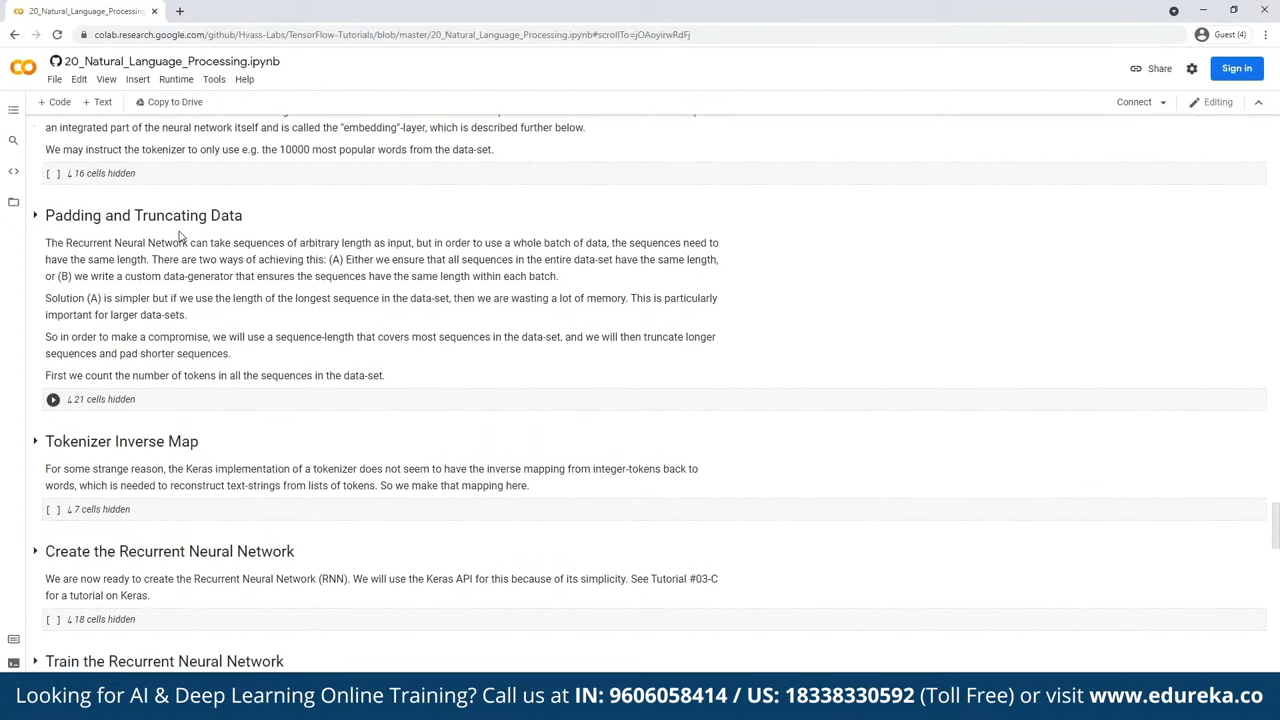 20_Natural_Language_Processing
colab.research.google.com/github/Hvass-Labs/TensorFlow-Tutorials/blob/master/20_Natural_Language_Processing.ipynb#scrollTo=jOAoyirwRdFj
Guest (4)
20_Natural_Language_Processing.ipynb
File Edit View Insert Runtime Tools Help
Share
Sign in
+ Code + Text Copy to Drive
Connect
Editing
an integrated part of the neural network itself and is called the "embedding"-layer, which is described further below.
We may instruct the tokenizer to only use e.g. the 10000 most popular words from the data-set.
[ ] ↳ 16 cells hidden
Padding and Truncating Data
The Recurrent Neural Network can take sequences of arbitrary length as input, but in order to use a whole batch of data, the sequences need to
have the same length. There are two ways of achieving this: (A) Either we ensure that all sequences in the entire data-set have the same length,
or (B) we write a custom data-generator that ensures the sequences have the same length within each batch.
Solution (A) is simpler but if we use the length of the longest sequence in the data-set, then we are wasting a lot of memory. This is particularly
important for larger data-sets.
So in order to make a compromise, we will use a sequence-length that covers most sequences in the data-set, and we will then truncate longer
sequences and pad shorter sequences.
First we count the number of tokens in all the sequences in the data-set.
↳ 21 cells hidden
Tokenizer Inverse Map
For some strange reason, the Keras implementation of a tokenizer does not seem to have the inverse mapping from integer-tokens back to
words, which is needed to reconstruct text-strings from lists of tokens. So we make that mapping here.
[ ] ↳ 7 cells hidden
Create the Recurrent Neural Network
We are now ready to create the Recurrent Neural Network (RNN). We will use the Keras API for this because of its simplicity. See Tutorial #03-C
for a tutorial on Keras.
[ ] ↳ 18 cells hidden
Train the Recurrent Neural Network
Looking for AI & Deep Learning Online Training? Call us at IN: 9606058414 / US: 18338330592 (Toll Free) or visit www.edureka.co